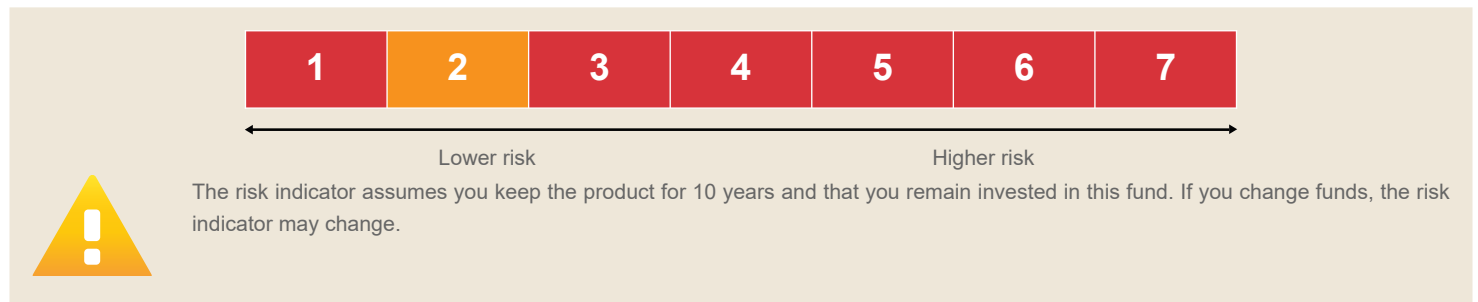 1 2 3 4 5 6 7
Lower risk Higher risk
The risk indicator assumes you keep the product for 10 years and that you remain invested in this fund. If you change funds, the risk
indicator may change.